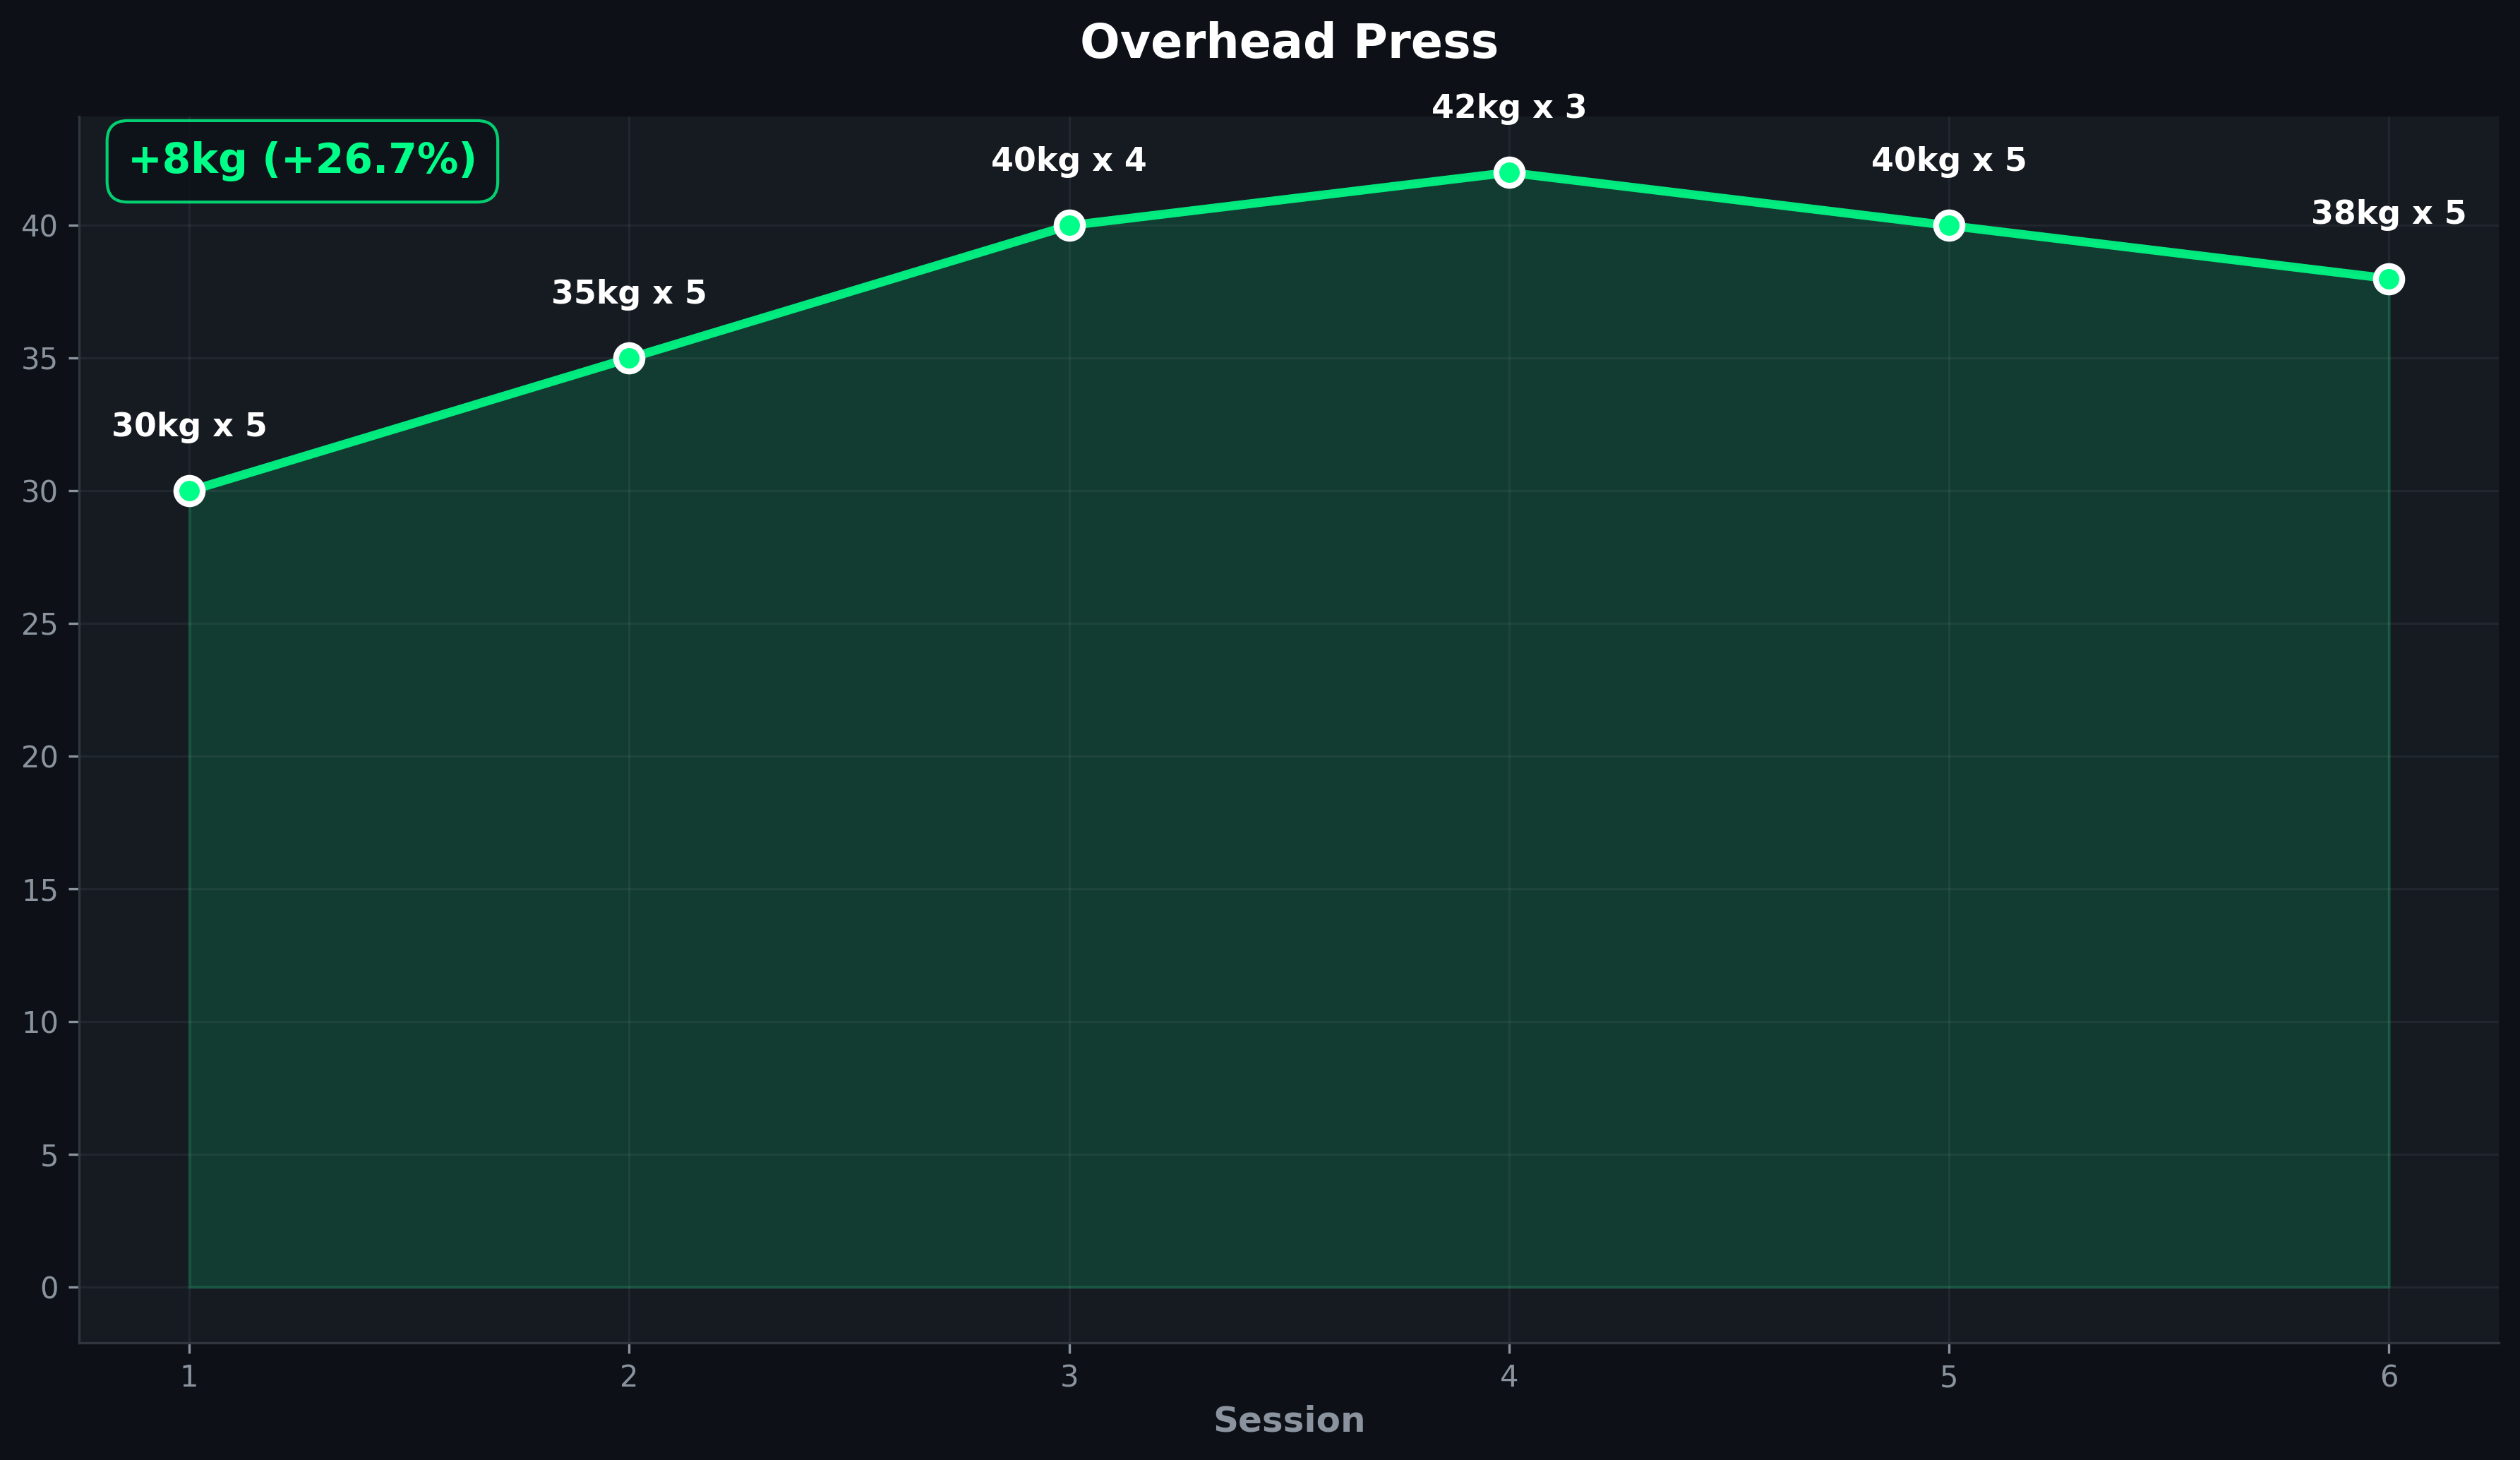 Overhead Press
+8kg (+26.7%)
30kg x 5
35kg x 5
40kg x 4
42kg x 3
40kg x 5
38kg x 5
40
35
30
25
20
15
10
5
0
1 2 3 4 5 6
Session